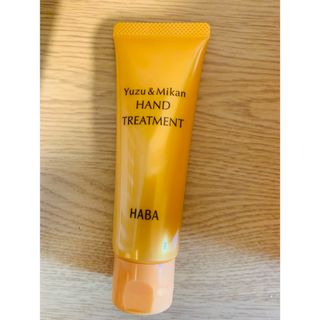 Yuzu & Mikan
HAND
TREATMENT
HABA